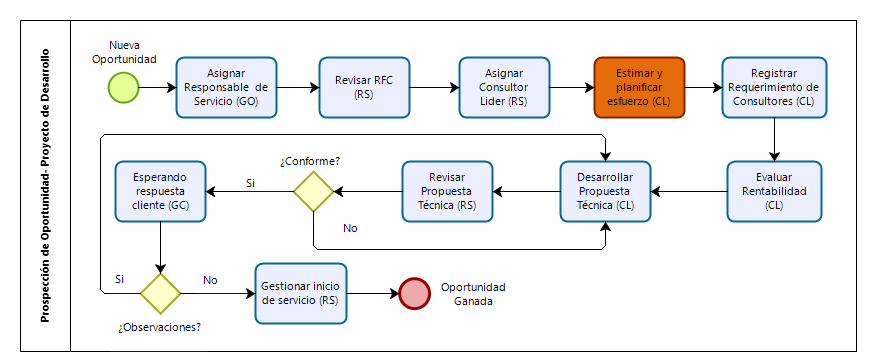 Prospección de Oportunidad- Proyecto de Desarrollo
Nueva
Oportunidad
Asignar
Responsable de
Servicio (GO)
Revisar RFC
(RS)
Asignar
Consultor
Lider (RS)
Estimar y
planificar
esfuerzo (CL)
Registrar
Requerimiento de
Consultores (CL)
Evaluar
Rentabilidad
(CL)
Desarrollar
Propuesta
Técnica (CL)
Revisar
Propuesta
Técnica (RS)
¿Conforme?
Si
No
Esperando
respuesta
cliente (GC)
¿Observaciones?
Si
No
Gestionar inicio
de servicio (RS)
Oportunidad
Ganada